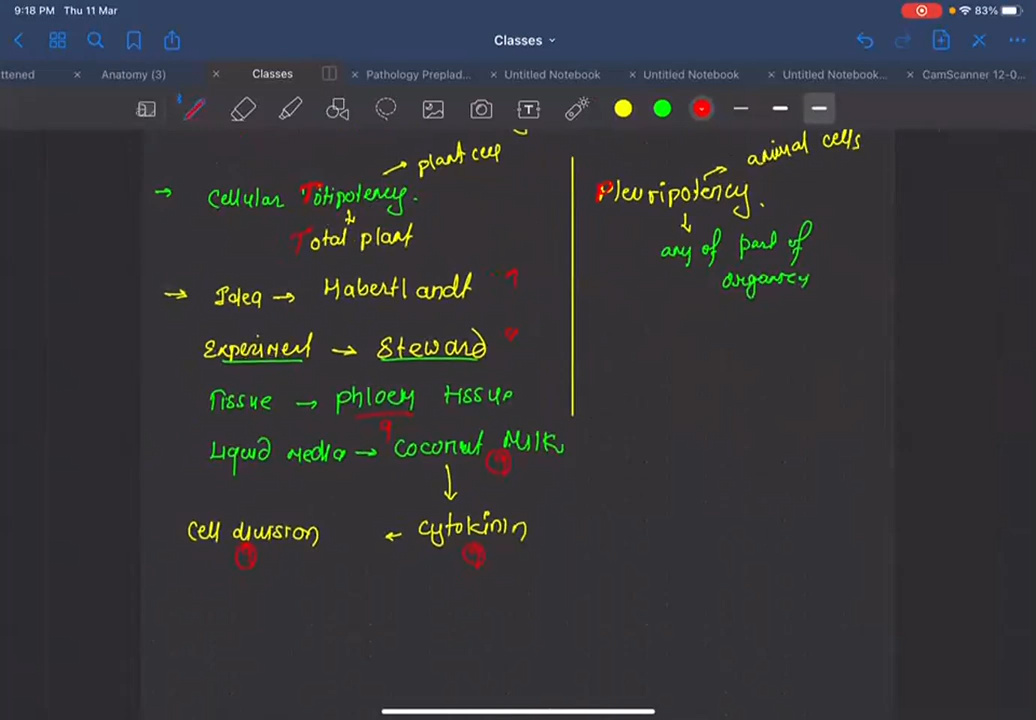 9:18 PM Thu 11 Mar
83%
Classes
ttened
Anatomy (3)
Classes
Pathology Preplad...
Untitled Notebook
Untitled Notebook
Untitled Notebook...
CamScanner 12-0...
→ plant cell
→ Cellular Totipotency.
Total plant
→ Idea → Habertlandt
Experiment → Steward
Tissue → phloem tissue
Liquid media → Coconut Milk
Cell division ← cytokinin
animal cells
Pleuripotency.
any of part of